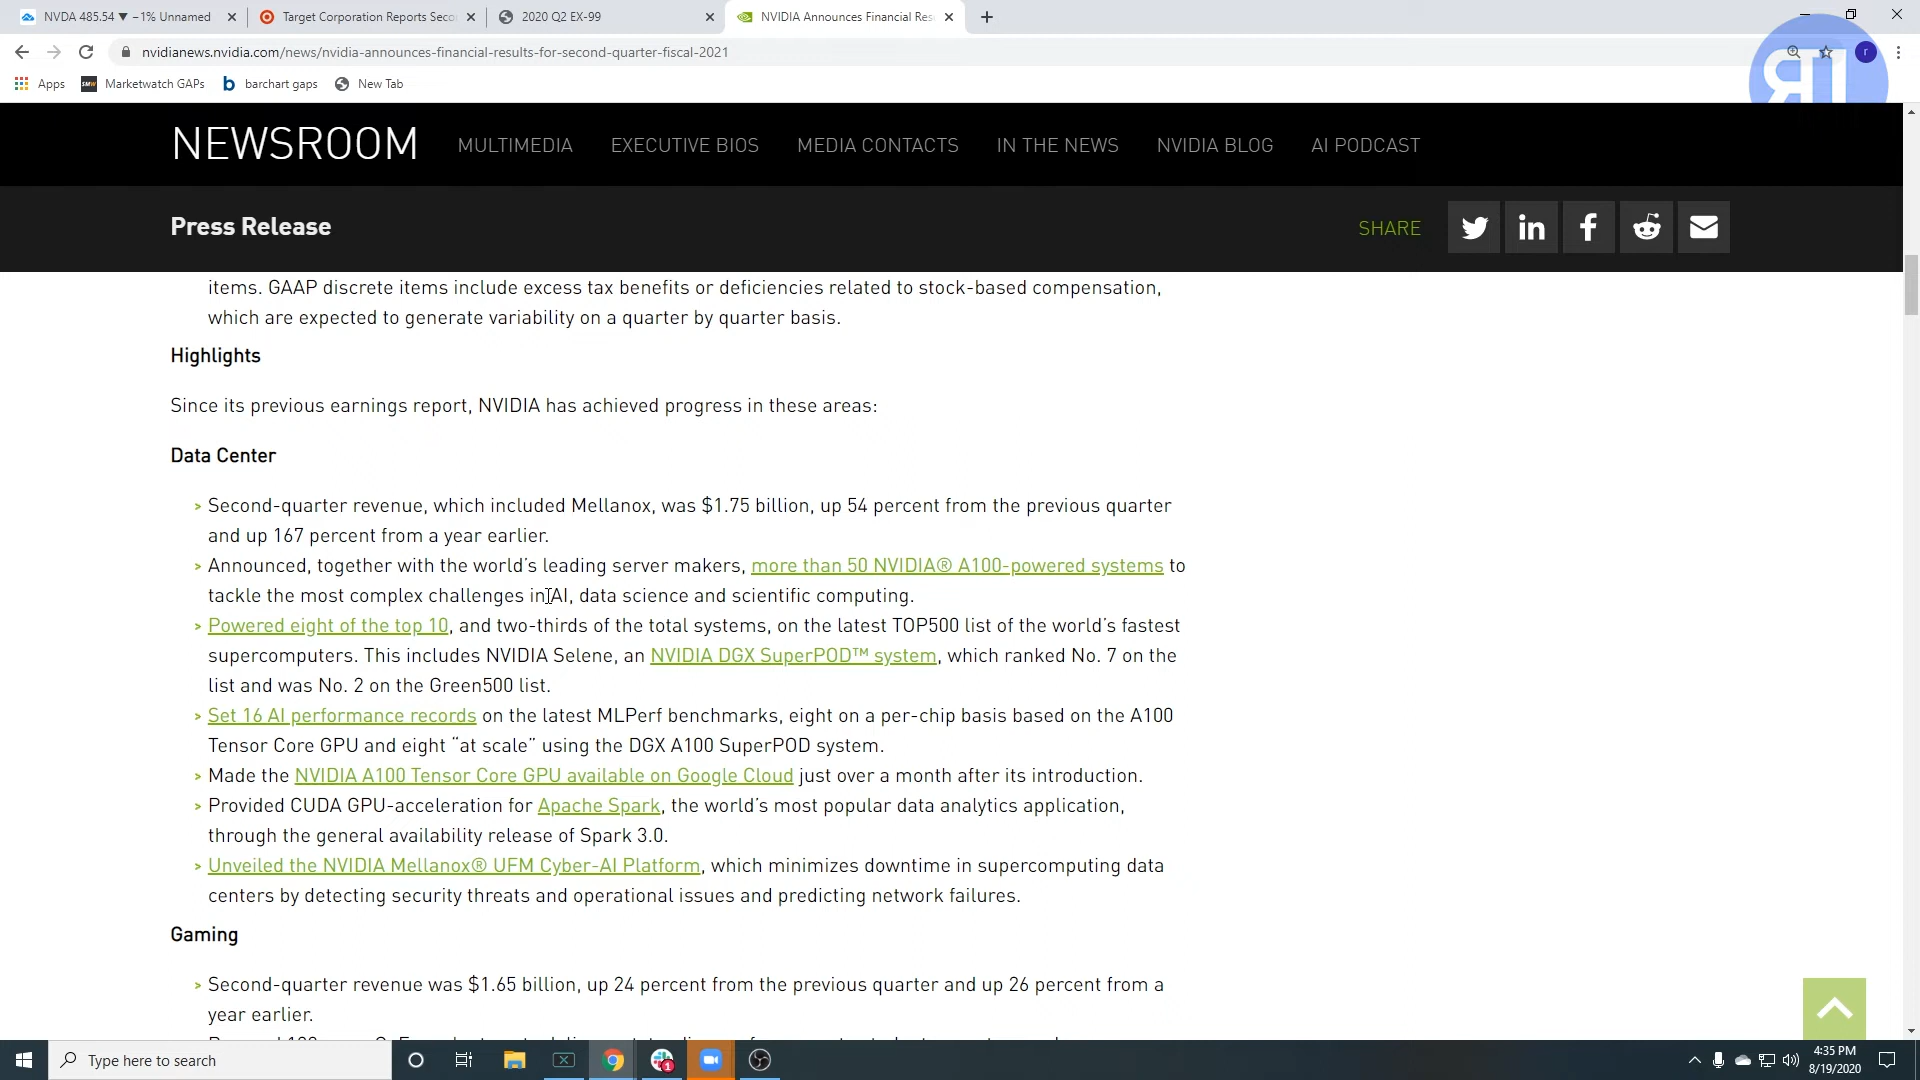 NVDA 485.54 ▼ −1% Unnamed
Target Corporation Reports Seco
2020 Q2 EX-99
NVIDIA Announces Financial Res
nvidianews.nvidia.com/news/nvidia-announces-financial-results-for-second-quarter-fiscal-2021
r
Apps
SMW Marketwatch GAPs
b barchart gaps
New Tab
NEWSROOM MULTIMEDIA EXECUTIVE BIOS MEDIA CONTACTS IN THE NEWS NVIDIA BLOG AI PODCAST
Press Release
SHARE
items. GAAP discrete items include excess tax benefits or deficiencies related to stock-based compensation,
which are expected to generate variability on a quarter by quarter basis.
Highlights
Since its previous earnings report, NVIDIA has achieved progress in these areas:
Data Center
> Second-quarter revenue, which included Mellanox, was $1.75 billion, up 54 percent from the previous quarter
and up 167 percent from a year earlier.
> Announced, together with the world's leading server makers, more than 50 NVIDIA® A100-powered systems to
tackle the most complex challenges in AI, data science and scientific computing.
> Powered eight of the top 10, and two-thirds of the total systems, on the latest TOP500 list of the world's fastest
supercomputers. This includes NVIDIA Selene, an NVIDIA DGX SuperPOD™ system, which ranked No. 7 on the
list and was No. 2 on the Green500 list.
> Set 16 AI performance records on the latest MLPerf benchmarks, eight on a per-chip basis based on the A100
Tensor Core GPU and eight “at scale” using the DGX A100 SuperPOD system.
> Made the NVIDIA A100 Tensor Core GPU available on Google Cloud just over a month after its introduction.
> Provided CUDA GPU-acceleration for Apache Spark, the world's most popular data analytics application,
through the general availability release of Spark 3.0.
> Unveiled the NVIDIA Mellanox® UFM Cyber-AI Platform, which minimizes downtime in supercomputing data
centers by detecting security threats and operational issues and predicting network failures.
Gaming
> Second-quarter revenue was $1.65 billion, up 24 percent from the previous quarter and up 26 percent from a
year earlier.
Type here to search
1
4:35 PM
8/19/2020